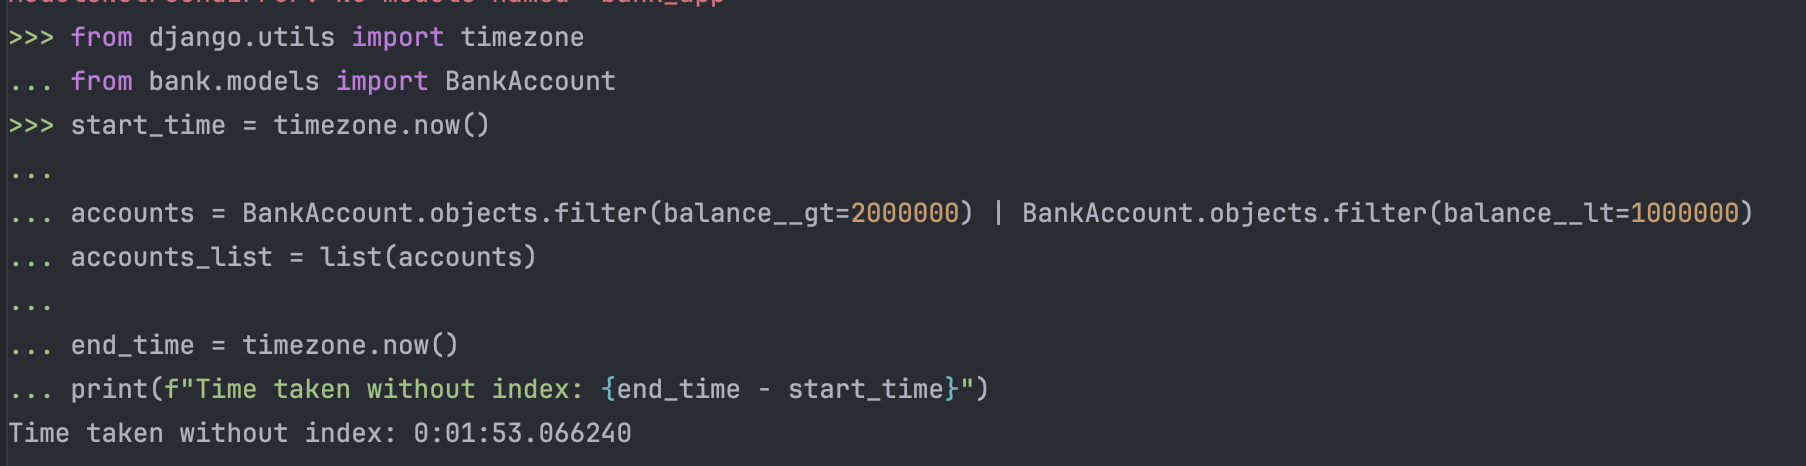 >>> from django.utils import timezone
... from bank.models import BankAccount
>>> start_time = timezone.now()
...
... accounts = BankAccount.objects.filter(balance__gt=2000000) | BankAccount.objects.filter(balance__lt=1000000)
... accounts_list = list(accounts)
...
... end_time = timezone.now()
... print(f"Time taken without index: {end_time - start_time}")
Time taken without index: 0:01:53.066240